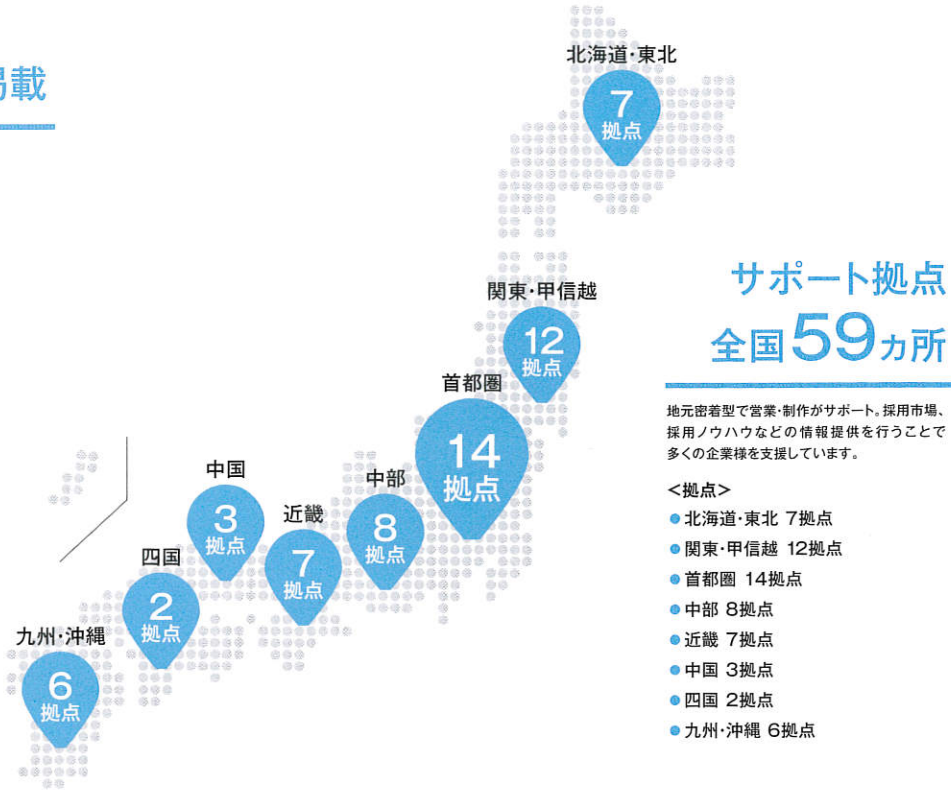 掲載
北海道・東北
7
拠点
関東・甲信越
12
拠点
首都圏
14
拠点
中部
8
拠点
近畿
7
拠点
中国
3
拠点
四国
2
拠点
九州・沖縄
6
拠点
サポート拠点
全国59ヵ所
地元密着型で営業・制作がサポート。採用市場、
採用ノウハウなどの情報提供を行うことで
多くの企業様を支援しています。
<拠点>
●北海道・東北 7拠点
●関東・甲信越 12拠点
●首都圏 14拠点
●中部 8拠点
●近畿 7拠点
●中国 3拠点
●四国 2拠点
●九州・沖縄 6拠点